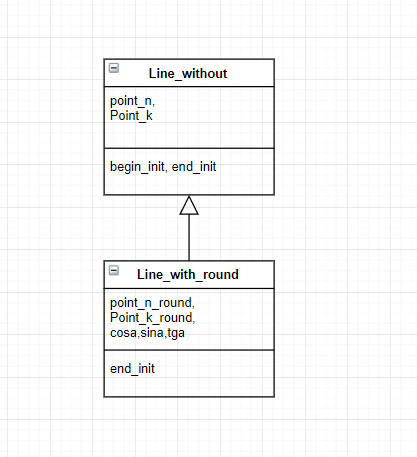 Line_without
point_n,
Point_k
begin_init, end_init
Line_with_round
point_n_round,
Point_k_round,
cosa,sina,tga
end_init